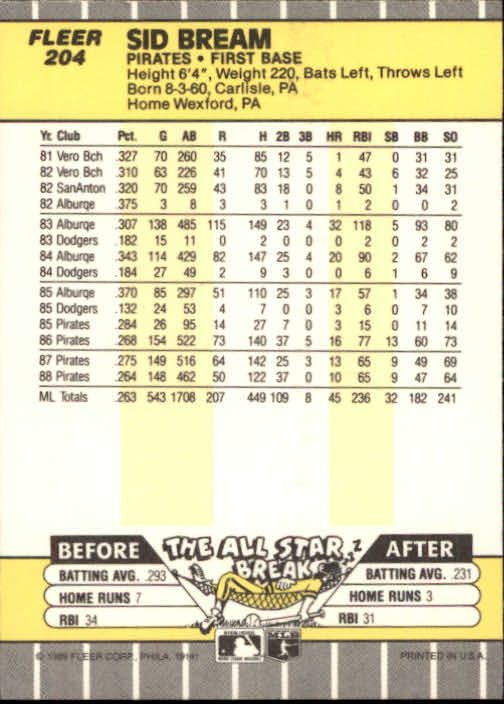 FLEER
204
SID BREAM
PIRATES • FIRST BASE
Height 6'4", Weight 220, Bats Left, Throws Left
Born 8-3-60, Carlisle, PA
Home Wexford, PA
Yr. Club Pct. G AB R H 2B 3B HR RBI SB BB SO
81 Vero Bch .327 70 260 35 85 12 5 1 47 0 31 31
82 Vero Bch .310 63 226 41 70 13 5 4 43 6 32 25
82 SanAnton .320 70 259 43 83 18 0 8 50 1 34 31
82 Alburqe .375 3 8 3 3 1 0 1 2 0 0 2
83 Alburqe .307 138 485 115 149 23 4 32 118 5 93 80
83 Dodgers .182 15 11 0 2 0 0 0 2 0 2 2
84 Alburqe .343 114 429 82 147 25 4 20 90 2 67 62
84 Dodgers .184 27 49 2 9 3 0 0 6 1 6 9
85 Alburqe .370 85 297 51 110 25 3 17 57 1 34 38
85 Dodgers .132 24 53 4 7 0 0 3 6 0 7 10
85 Pirates .284 26 95 14 27 7 0 3 15 0 11 14
86 Pirates .268 154 522 73 140 37 5 16 77 13 60 73
87 Pirates .275 149 516 64 142 25 3 13 65 9 49 69
88 Pirates .264 148 462 50 122 37 0 10 65 9 47 64
ML Totals .263 543 1708 207 449 109 8 45 236 32 182 241
BEFORE THE ALL STAR BREAK AFTER
BATTING AVG. .293 BATTING AVG. .231
HOME RUNS 7 HOME RUNS 3
RBI 34 RBI 31
© 1989 FLEER CORP., PHILA. 19141 PRINTED IN U.S.A.